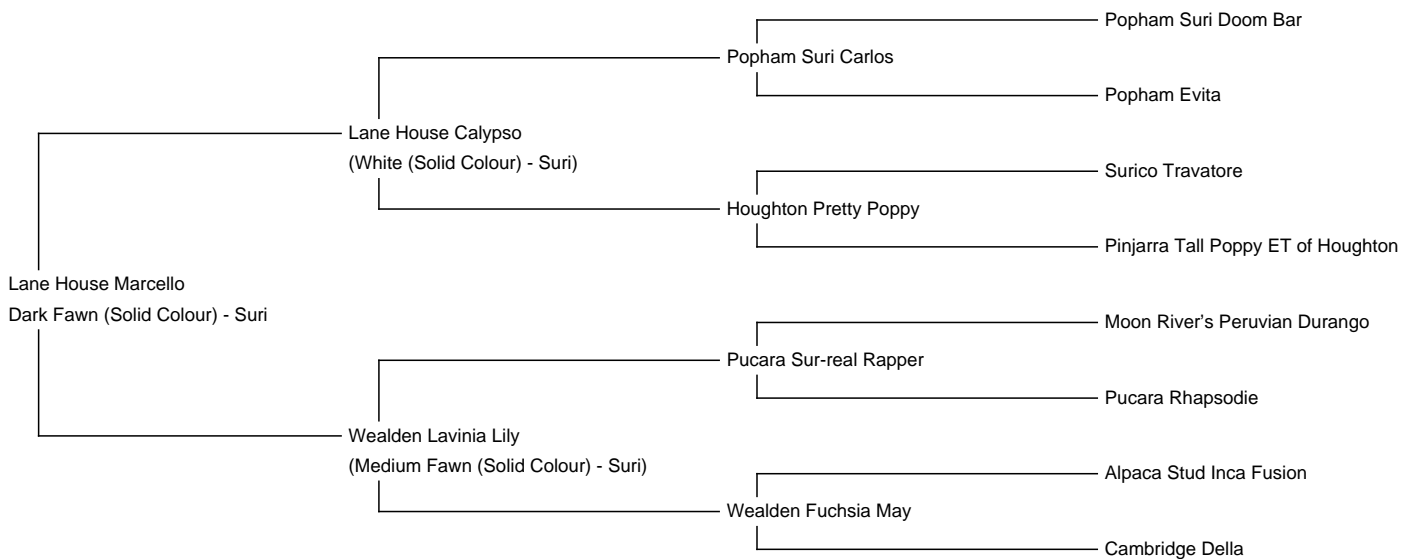 Popham Suri Doom Bar
Popham Suri Carlos
Popham Evita
Lane House Calypso
(White (Solid Colour) - Suri)
Surico Travatore
Houghton Pretty Poppy
Pinjarra Tall Poppy ET of Houghton
Lane House Marcello
Dark Fawn (Solid Colour) - Suri
Moon River's Peruvian Durango
Pucara Sur-real Rapper
Pucara Rhapsodie
Wealden Lavinia Lily
(Medium Fawn (Solid Colour) - Suri)
Alpaca Stud Inca Fusion
Wealden Fuchsia May
Cambridge Della